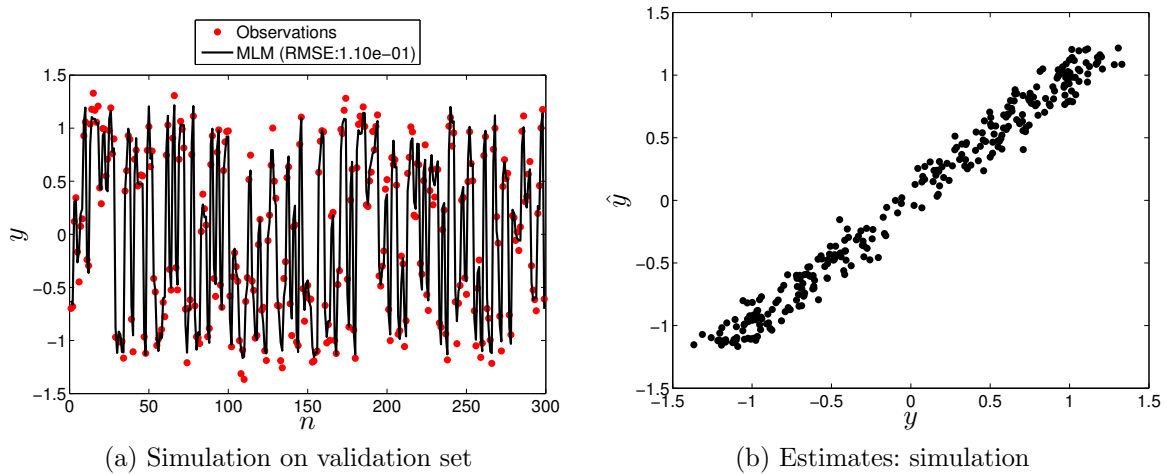 Observations
MLM (RMSE:1.10e−01)
1.5
1
0.5
0
−0.5
−1
−1.5
0 50 100 150 200 250 300
y
n
(a) Simulation on validation set
1.5
1
0.5
0
−0.5
−1
−1.5
−1.5 −1 −0.5 0 0.5 1 1.5
ŷ
y
(b) Estimates: simulation